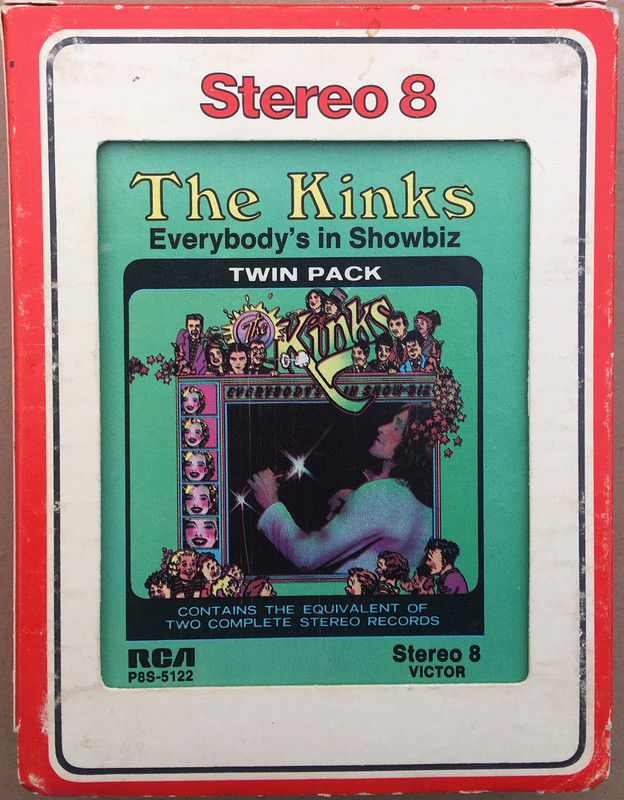 Stereo 8
The Kinks
Everybody's in Showbiz
TWIN PACK
The Kinks
EVERYBODY'S IN SHOW-BIZ
CONTAINS THE EQUIVALENT OF
TWO COMPLETE STEREO RECORDS
RCA
P8S-5122
Stereo 8
VICTOR